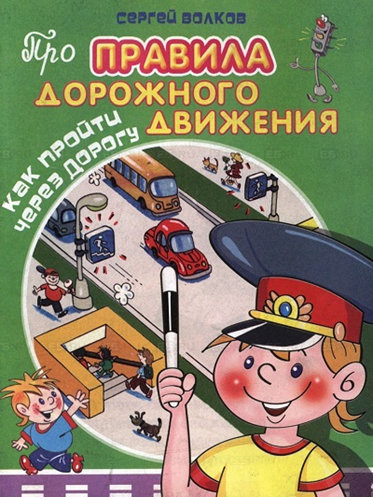 СЕРГЕЙ ВОЛКОВ
Про
ПРАВИЛА
ДОРОЖНОГО
ДВИЖЕНИЯ
КАК ПРОЙТИ
ЧЕРЕЗ ДОРОГУ